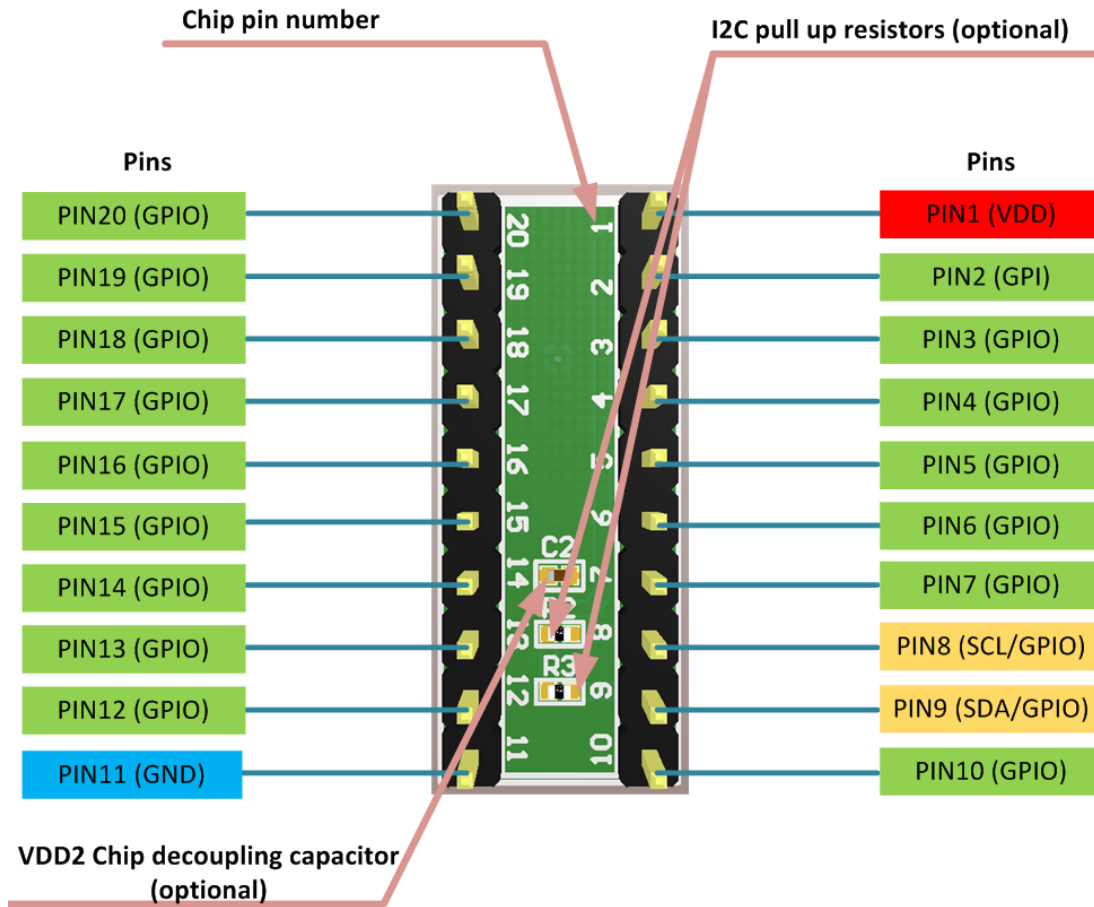 Chip pin number
I2C pull up resistors (optional)
Pins
Pins
PIN20 (GPIO)
PIN1 (VDD)
PIN19 (GPIO)
PIN2 (GPI)
PIN18 (GPIO)
PIN3 (GPIO)
PIN17 (GPIO)
PIN4 (GPIO)
PIN16 (GPIO)
PIN5 (GPIO)
PIN15 (GPIO)
PIN6 (GPIO)
PIN14 (GPIO)
PIN7 (GPIO)
PIN13 (GPIO)
PIN8 (SCL/GPIO)
PIN12 (GPIO)
PIN9 (SDA/GPIO)
PIN11 (GND)
PIN10 (GPIO)
20
1
19
2
18
3
17
4
16
5
15
6
C2
14
7
8
R3
12
9
11
10
VDD2 Chip decoupling capacitor
(optional)